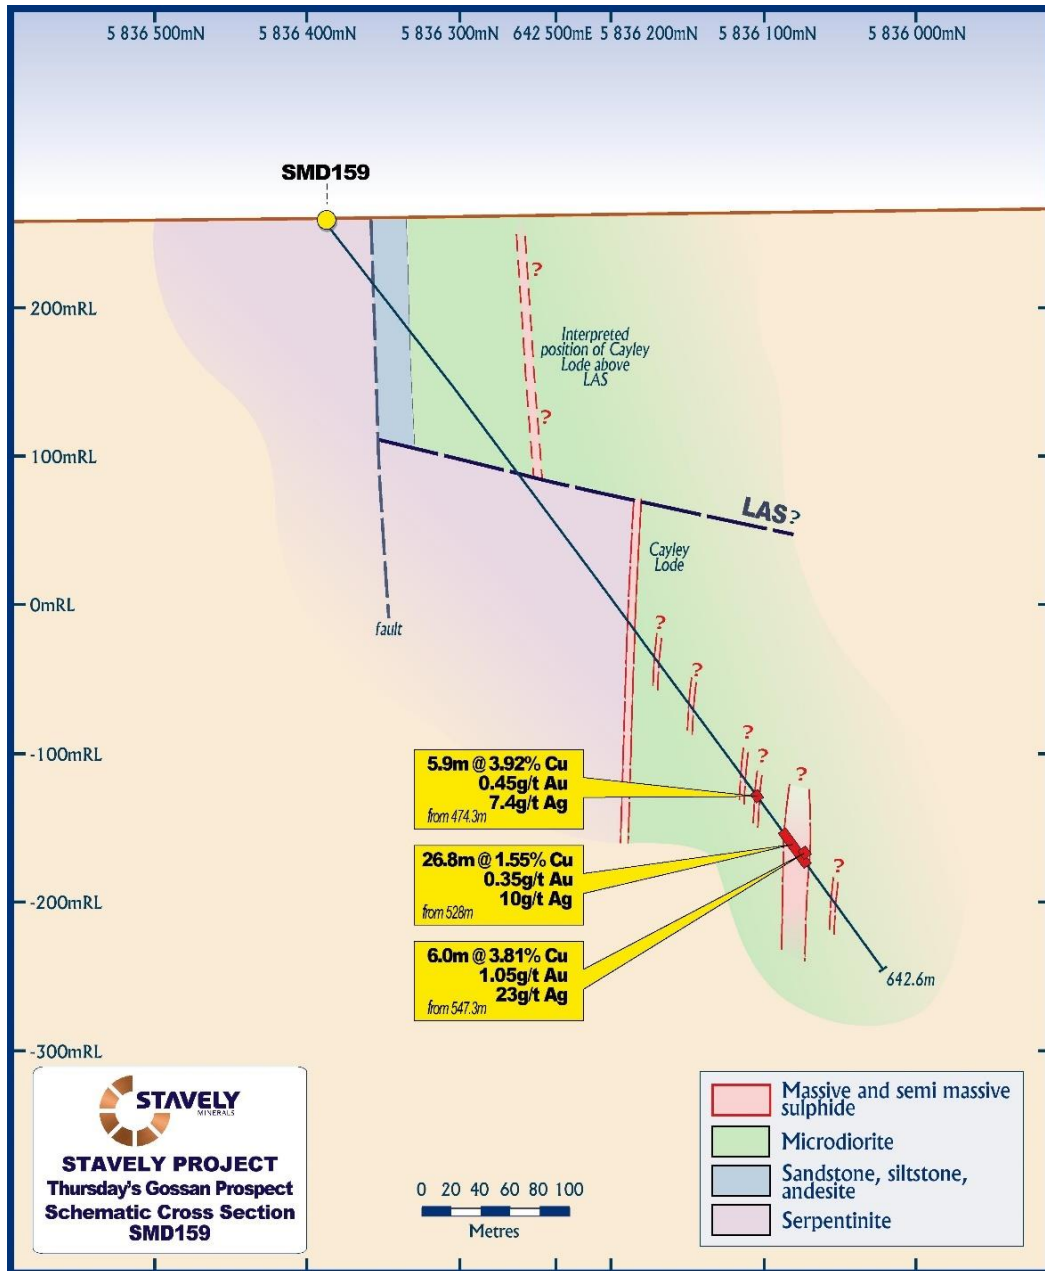 5 836 500mN 5 836 400mN 5 836 300mN 642 500mE 5 836 200mN 5 836 100mN 5 836 000mN
SMD159
200mRL
?
Interpreted
position of Cayley
Lode above
LAS
?
100mRL
LAS?
Cayley
Lode
0mRL
fault
?
?
-100mRL
?
?
?
5.9m @ 3.92% Cu
0.45g/t Au
7.4g/t Ag
from 474.3m
26.8m @ 1.55% Cu
0.35g/t Au
10g/t Ag
from 528m
?
-200mRL
6.0m @ 3.81% Cu
1.05g/t Au
23g/t Ag
from 547.3m
642.6m
-300mRL
STAVELY
MINERALS
STAVELY PROJECT
Thursday's Gossan Prospect
Schematic Cross Section
SMD159
0 20 40 60 80 100
Metres
Massive and semi massive
sulphide
Microdiorite
Sandstone, siltstone,
andesite
Serpentinite